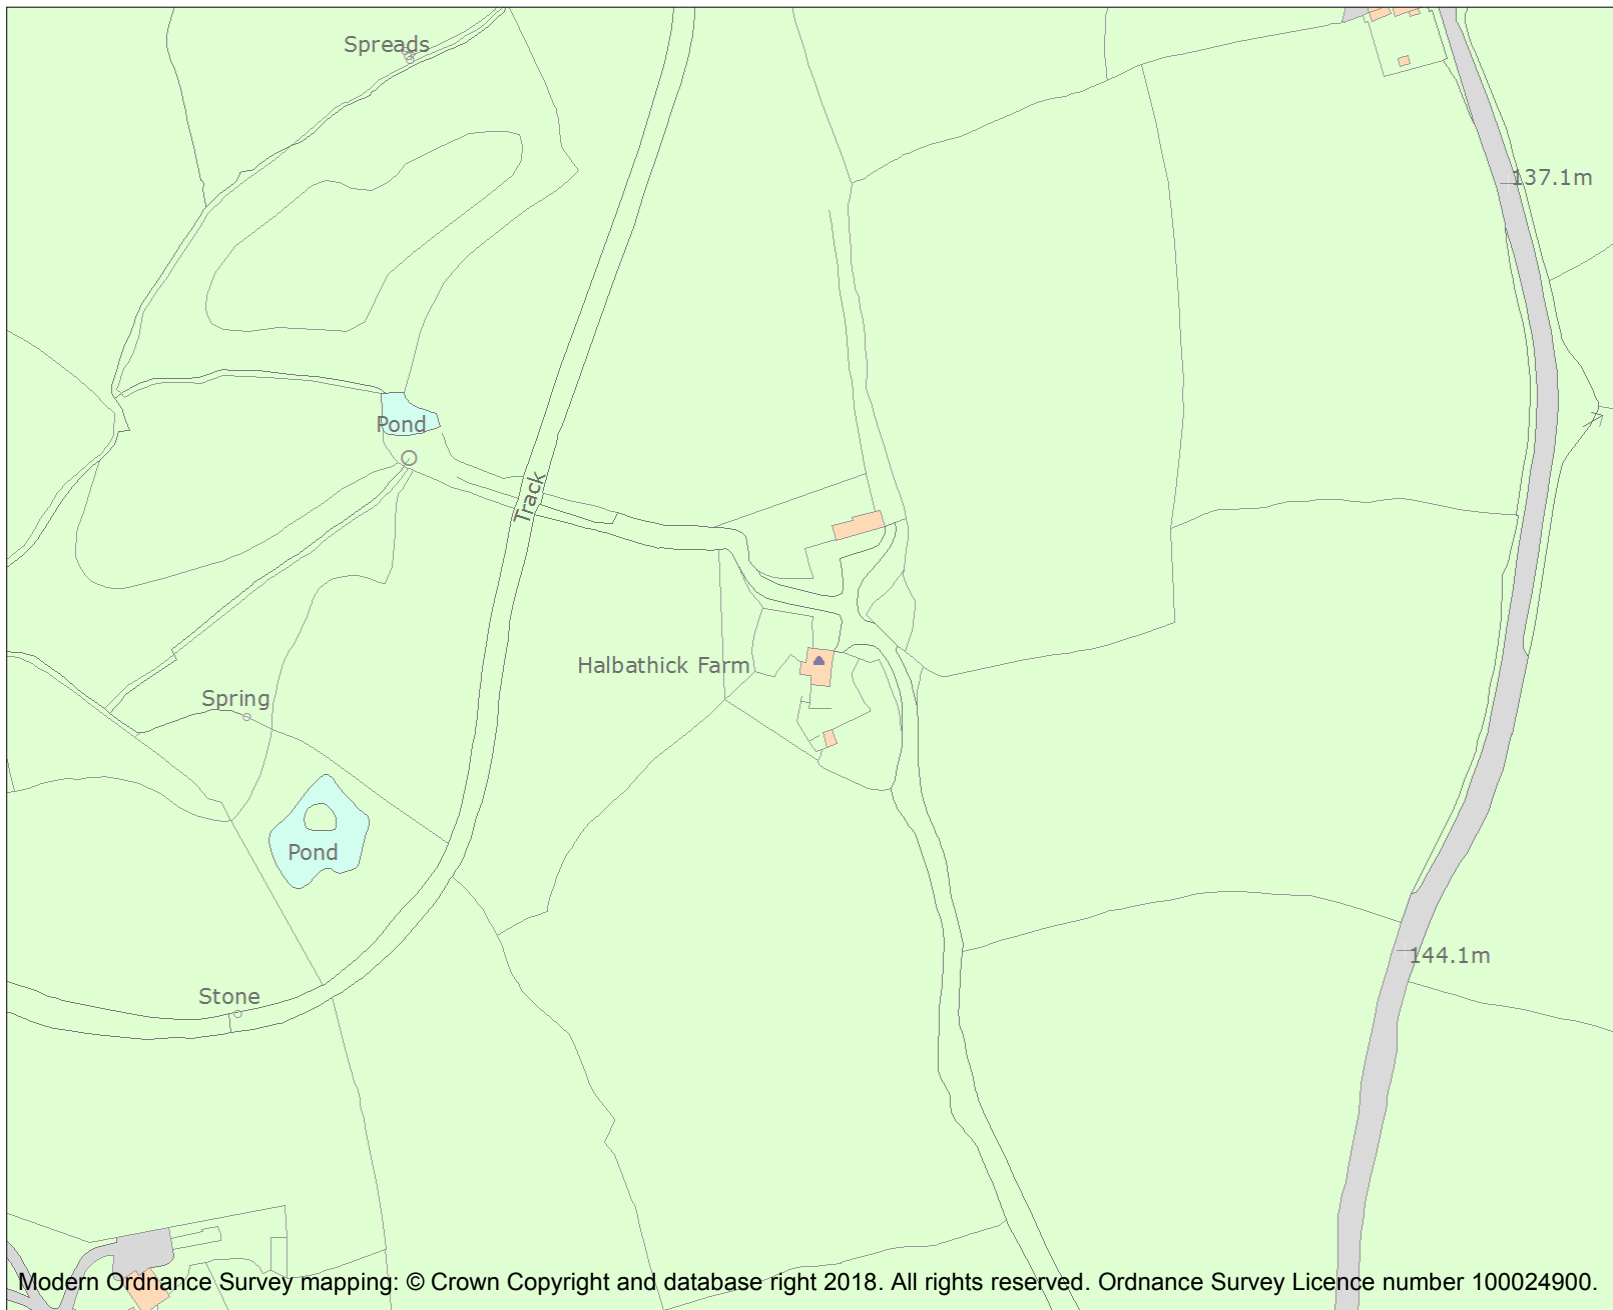 Spreads
137.1m
Pond
Track
Halbathick Farm
Spring
Pond
144.1m
Stone
Modern Ordnance Survey mapping: © Crown Copyright and database right 2018. All rights reserved. Ordnance Survey Licence number 100024900.